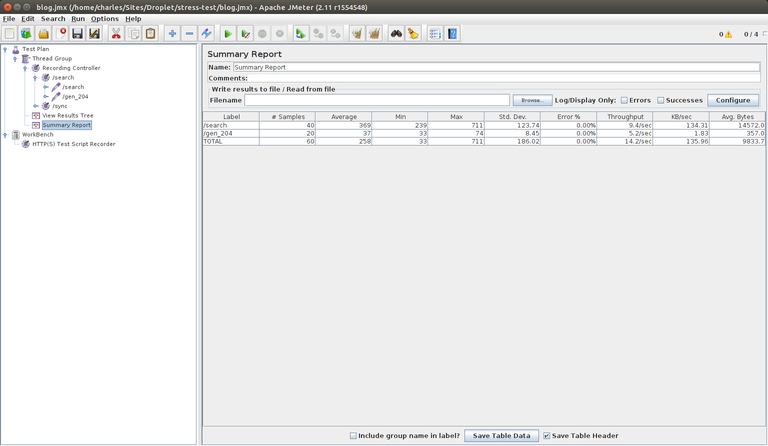 blog.jmx (/home/charles/Sites/Droplet/stress-test/blog.jmx) - Apache JMeter (2.11 r1554548)
File Edit Search Run Options Help
0 0 / 4
Test Plan
Thread Group
Recording Controller
/search
/search
/gen_204
/sync
View Results Tree
Summary Report
WorkBench
HTTP(S) Test Script Recorder
Summary Report
Name: Summary Report
Comments:
Write results to file / Read from file
Filename Browse... Log/Display Only: Errors Successes Configure
Label # Samples Average Min Max Std. Dev. Error % Throughput KB/sec Avg. Bytes
/search 40 369 239 711 123.74 0.00% 9.4/sec 134.31 14572.0
/gen_204 20 37 33 74 8.45 0.00% 5.2/sec 1.83 357.0
TOTAL 60 258 33 711 186.02 0.00% 14.2/sec 135.96 9833.7
Include group name in label? Save Table Data Save Table Header